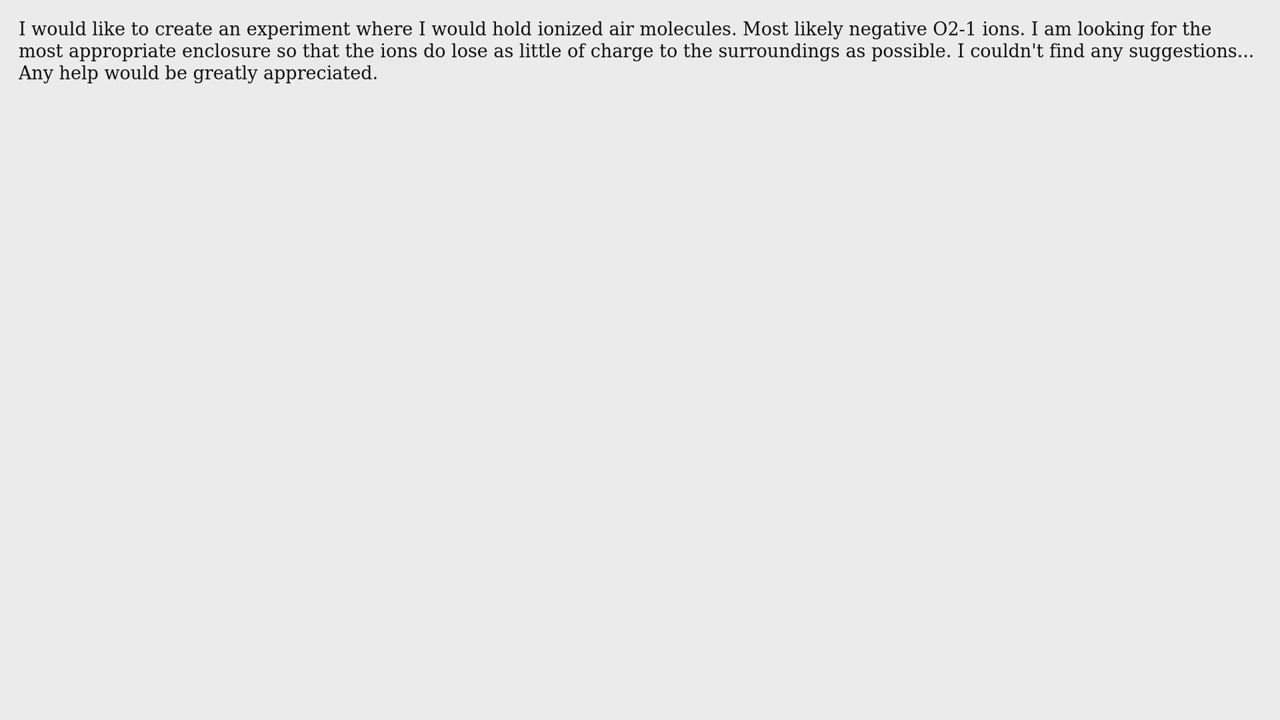 I would like to create an experiment where I would hold ionized air molecules. Most likely negative O2-1 ions. I am looking for the
most appropriate enclosure so that the ions do lose as little of charge to the surroundings as possible. I couldn't find any suggestions...
Any help would be greatly appreciated.